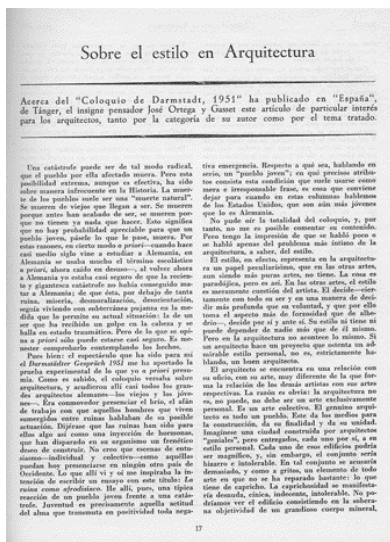 Sobre el estilo en Arquitectura
Acerca del "Coloquio de Darmstadt, 1951" ha publicado en "España",
de Tánger, el insigne pensador José Ortega y Gasset este artículo de particular interés
para los arquitectos, tanto por la categoría de su autor como por el tema tratado.
Una catástrofe puede ser de tal modo radical,
que el pueblo por ella afectado muera. Pero esta
posibilidad extrema, aunque es efectiva, ha sido
sobre manera infrecuente en la Historia. La muer-
te de los pueblos suele ser una "muerte natural".
Se mueren de viejos que llegan a ser. Se mueren
porque antes han acabado de ser, se mueren por-
que no tienen ya nada que hacer. Esto significa
que no hay probabilidad apreciable para que un
pueblo joven, pásele lo que le pase, muera. Por
estas razones, en cierto modo a priori—cuando hace
casi medio siglo vine a estudiar a Alemania, en
Alemania se usaba mucho el término escolástico
a priori, ahora caído en desuso—, al volver ahora
a Alemania yo estaba casi seguro de que la recien-
te y gigantesca catástrofe no había conseguido ma-
tar a Alemania; de que ésta, por debajo de tanta
ruina, miseria, desmoralización, desorientación,
seguía viviendo con subterránea pujanza en la me-
dida que lo permite su actual situación: la de un
ser que ha recibido un golpe en la cabeza y se
halla en estado traumático. Pero de lo que se opi-
na a priori sólo puede estarse casi seguro. Es me-
nester comprobarlo contemplando los hechos.
Pues bien: el espectáculo que ha sido para mí
el Darmstädter Gespräch 1951 me ha aportado la
prueba experimental de lo que yo a priori presu-
mía. Como es sabido, el coloquio versaba sobre
arquitectura, y acudieron allí casi todos los gran-
des arquitectos alemanes—los viejos y los jóve-
nes—. Era conmovedor presenciar el brío, el afán
de trabajo con que aquellos hombres que viven
sumergidos entre ruinas hablaban de su posible
actuación. Dijérase que las ruinas han sido para
ellos algo así como una inyección de hormonas,
que han disparado en su organismo un frenético
deseo de construir. No creo que escenas de entu-
siasmo—individual y colectivo—como aquéllas
puedan hoy presenciarse en ningún otro país de
Occidente. Lo que allí vi y oí me inspiraba la in-
tención de escribir un ensayo con este título: La
ruina como afrodisíaco. He allí, pues, una típica
reacción de un pueblo joven frente a una catás-
trofe. Juventud es precisamente aquella actitud
del alma que transmuta en positividad toda nega-
tiva emergencia. Respecto a qué sea, hablando en
serio, un "pueblo joven"; en qué precisos atribu-
tos consista esta condición que suele usarse como
mera e irresponsable frase, es cosa que conviene
dejar para cuando en estas columnas hablemos
de los Estados Unidos, que son aún más jóvenes
que lo es Alemania.
No pude oír la totalidad del coloquio, y, por
tanto, no me es posible comentar su contenido.
Pero tengo la impresión de que se habló poco o
se habló apenas del problema más íntimo de la
arquitectura, a saber, del estilo.
El estilo, en efecto, representa en la arquitectu-
ra un papel peculiarísimo, que en las otras artes,
aun siendo más puras artes, no tiene. La cosa es
paradójica, pero es así. En las otras artes, el estilo
es meramente cuestión del artista. El decide—cier-
tamente con todo su ser y en una manera de deci-
dir más profunda que su voluntad, y que por ello
toma el aspecto más de forzosidad que de albe-
drío—, decide por sí y ante sí. Su estilo ni tiene ni
puede depender de nadie más que de él mismo.
Pero en la arquitectura no acontece lo mismo. Si
un arquitecto hace un proyecto que ostenta un ad-
mirable estilo personal, no es, estrictamente ha-
blando, un buen arquitecto.
El arquitecto se encuentra en una relación con
su oficio, con su arte, muy diferente de la que for-
ma la relación de los demás artistas con sus artes
respectivas. La razón es obvia: la arquitectura no
es, no puede, no debe ser un arte exclusivamente
personal. Es un arte colectivo. El genuino arqui-
tecto es todo un pueblo. Este da los medios para
la construcción, da su finalidad y da su unidad.
Imagínese una ciudad construida por arquitectos
"geniales", pero entregados, cada uno por sí, a su
estilo personal. Cada uno de esos edificios podría
ser magnífico, y, sin embargo, el conjunto sería
bizarro e intolerable. En tal conjunto se acusaría
demasiado, y como a gritos, un elemento de todo
arte en que no se ha reparado bastante: lo que
tiene de capricho. La caprichosidad se manifesta-
ría desnuda, cínica, indecente, intolerable. No po-
dríamos ver el edificio consistiendo en la sobera-
na objetividad de un grandioso cuerpo mineral,
17